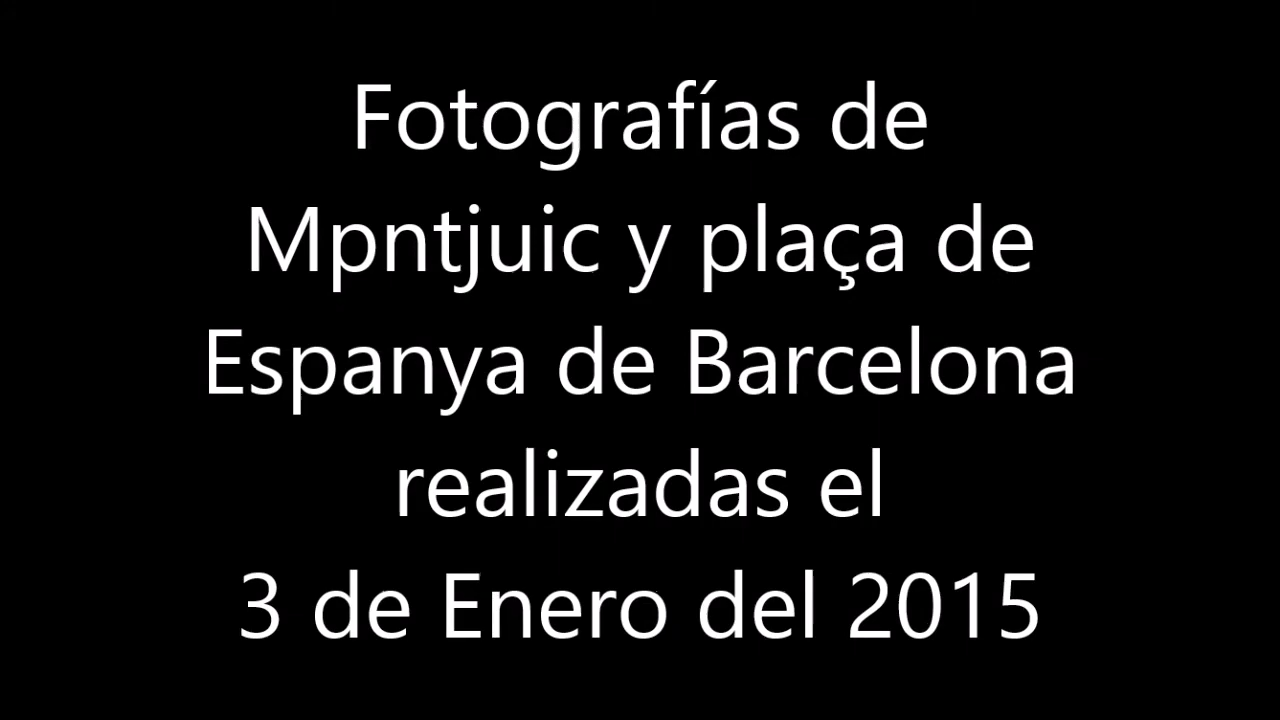 Fotografías de
Mpntjuic y plaça de
Espanya de Barcelona
realizadas el
3 de Enero del 2015